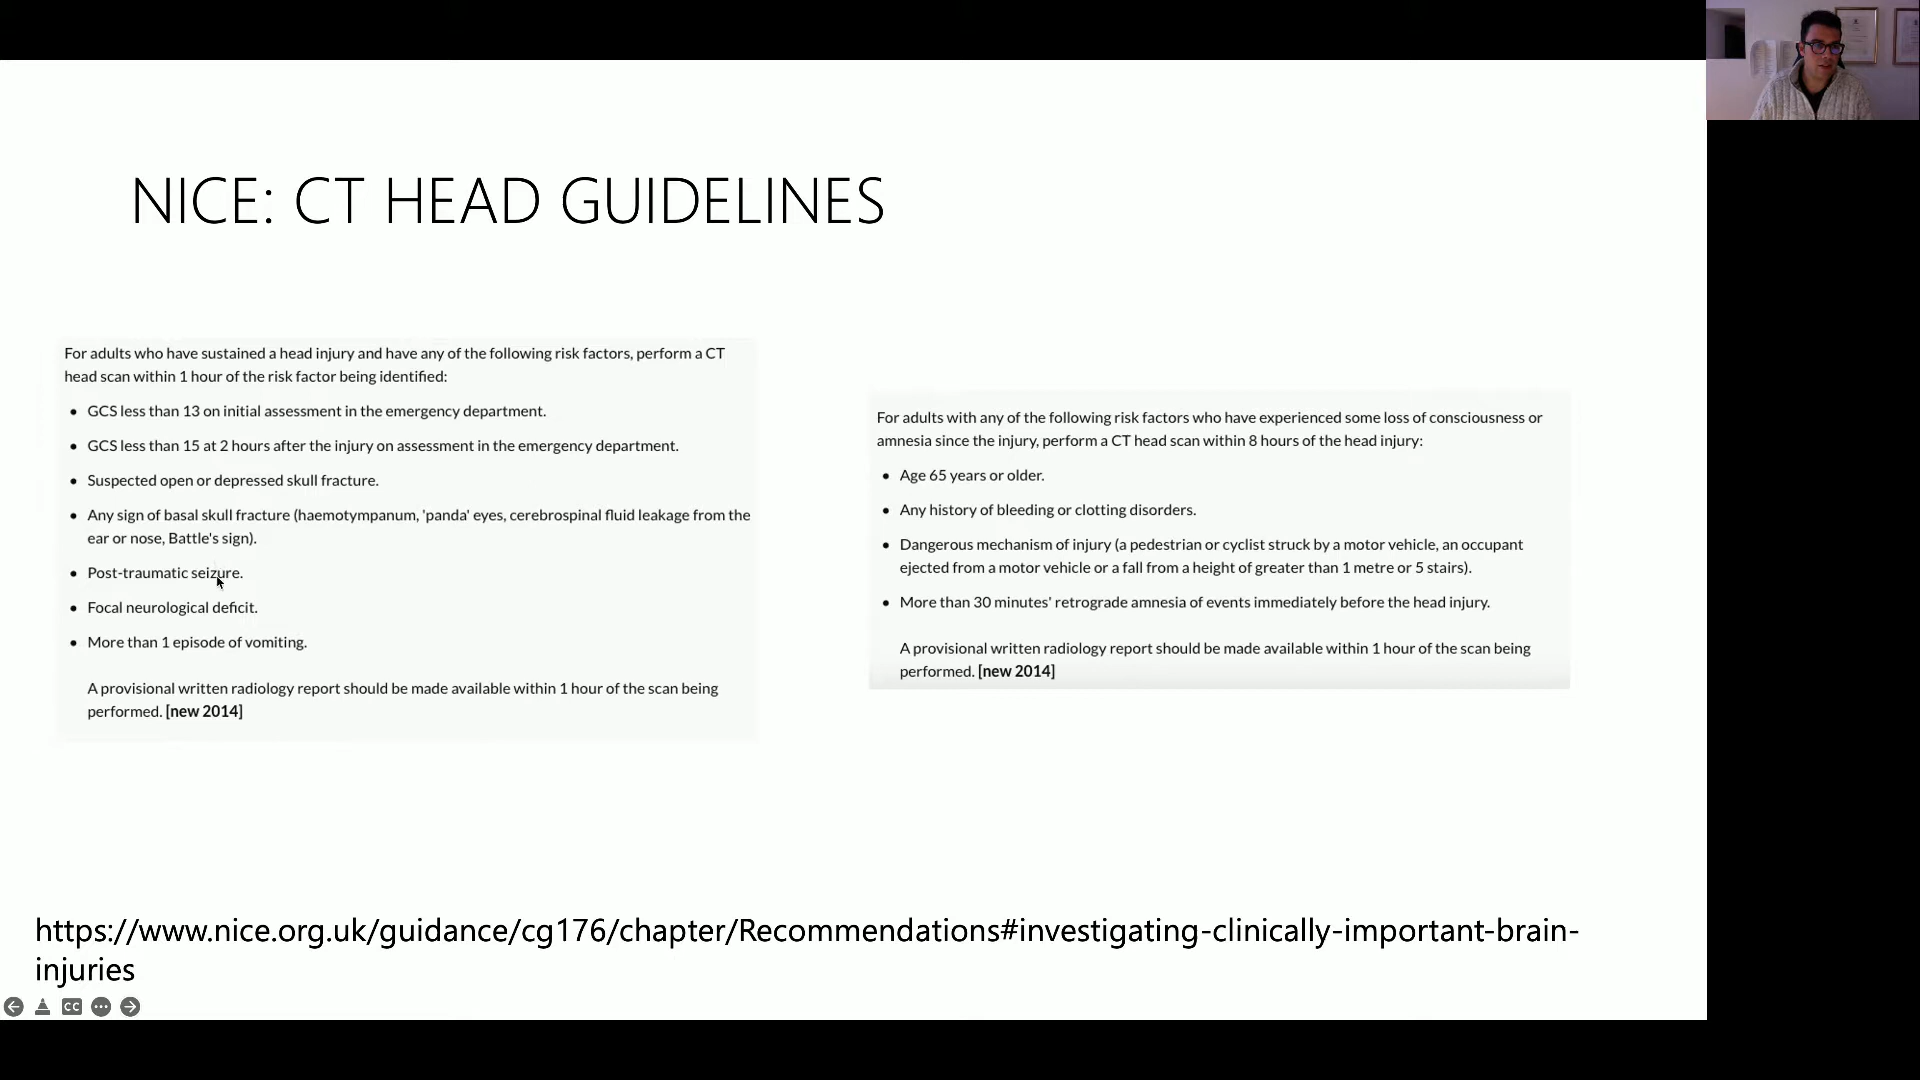 NICE: CT HEAD GUIDELINES
For adults who have sustained a head injury and have any of the following risk factors, perform a CT
head scan within 1 hour of the risk factor being identified:
• GCS less than 13 on initial assessment in the emergency department.
• GCS less than 15 at 2 hours after the injury on assessment in the emergency department.
• Suspected open or depressed skull fracture.
• Any sign of basal skull fracture (haemotympanum, 'panda' eyes, cerebrospinal fluid leakage from the
ear or nose, Battle's sign).
• Post-traumatic seizure.
• Focal neurological deficit.
• More than 1 episode of vomiting.
A provisional written radiology report should be made available within 1 hour of the scan being
performed. [new 2014]
For adults with any of the following risk factors who have experienced some loss of consciousness or
amnesia since the injury, perform a CT head scan within 8 hours of the head injury:
• Age 65 years or older.
• Any history of bleeding or clotting disorders.
• Dangerous mechanism of injury (a pedestrian or cyclist struck by a motor vehicle, an occupant
ejected from a motor vehicle or a fall from a height of greater than 1 metre or 5 stairs).
• More than 30 minutes' retrograde amnesia of events immediately before the head injury.
A provisional written radiology report should be made available within 1 hour of the scan being
performed. [new 2014]
https://www.nice.org.uk/guidance/cg176/chapter/Recommendations#investigating-clinically-important-brain-
injuries
CC